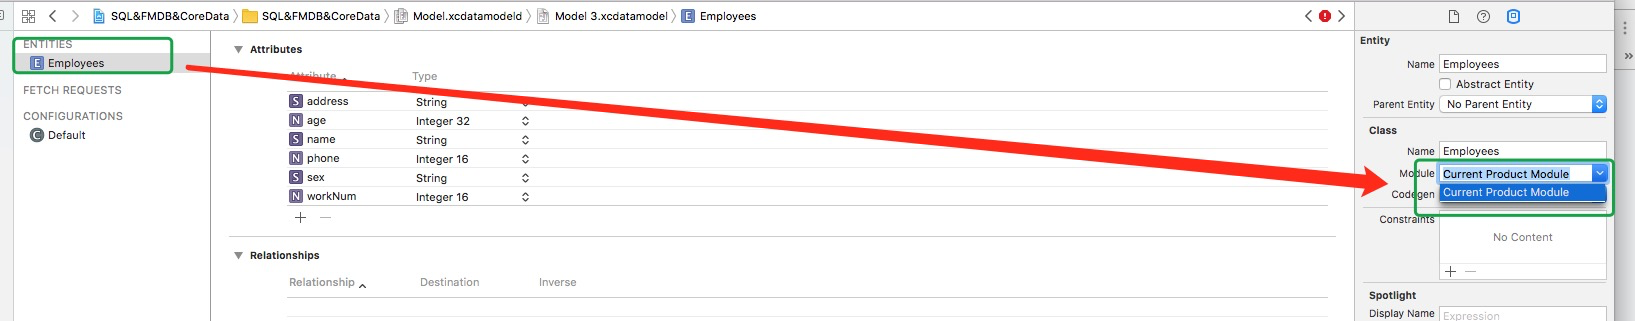 SQL&FMDB&CoreData 〉 SQL&FMDB&CoreData 〉 Model.xcdatamodeld 〉 Model 3.xcdatamodel 〉 E Employees
ENTITIES
E Employees
FETCH REQUESTS
CONFIGURATIONS
C Default
Attributes
Attribute Type
S address String
N age Integer 32
S name String
N phone Integer 16
S sex String
N workNum Integer 16
Relationships
Relationship Destination Inverse
Entity
Name Employees
Abstract Entity
Parent Entity No Parent Entity
Class
Name Employees
Module Current Product Module
Current Product Module
Codegen
Constraints
No Content
Spotlight
Display Name Expression